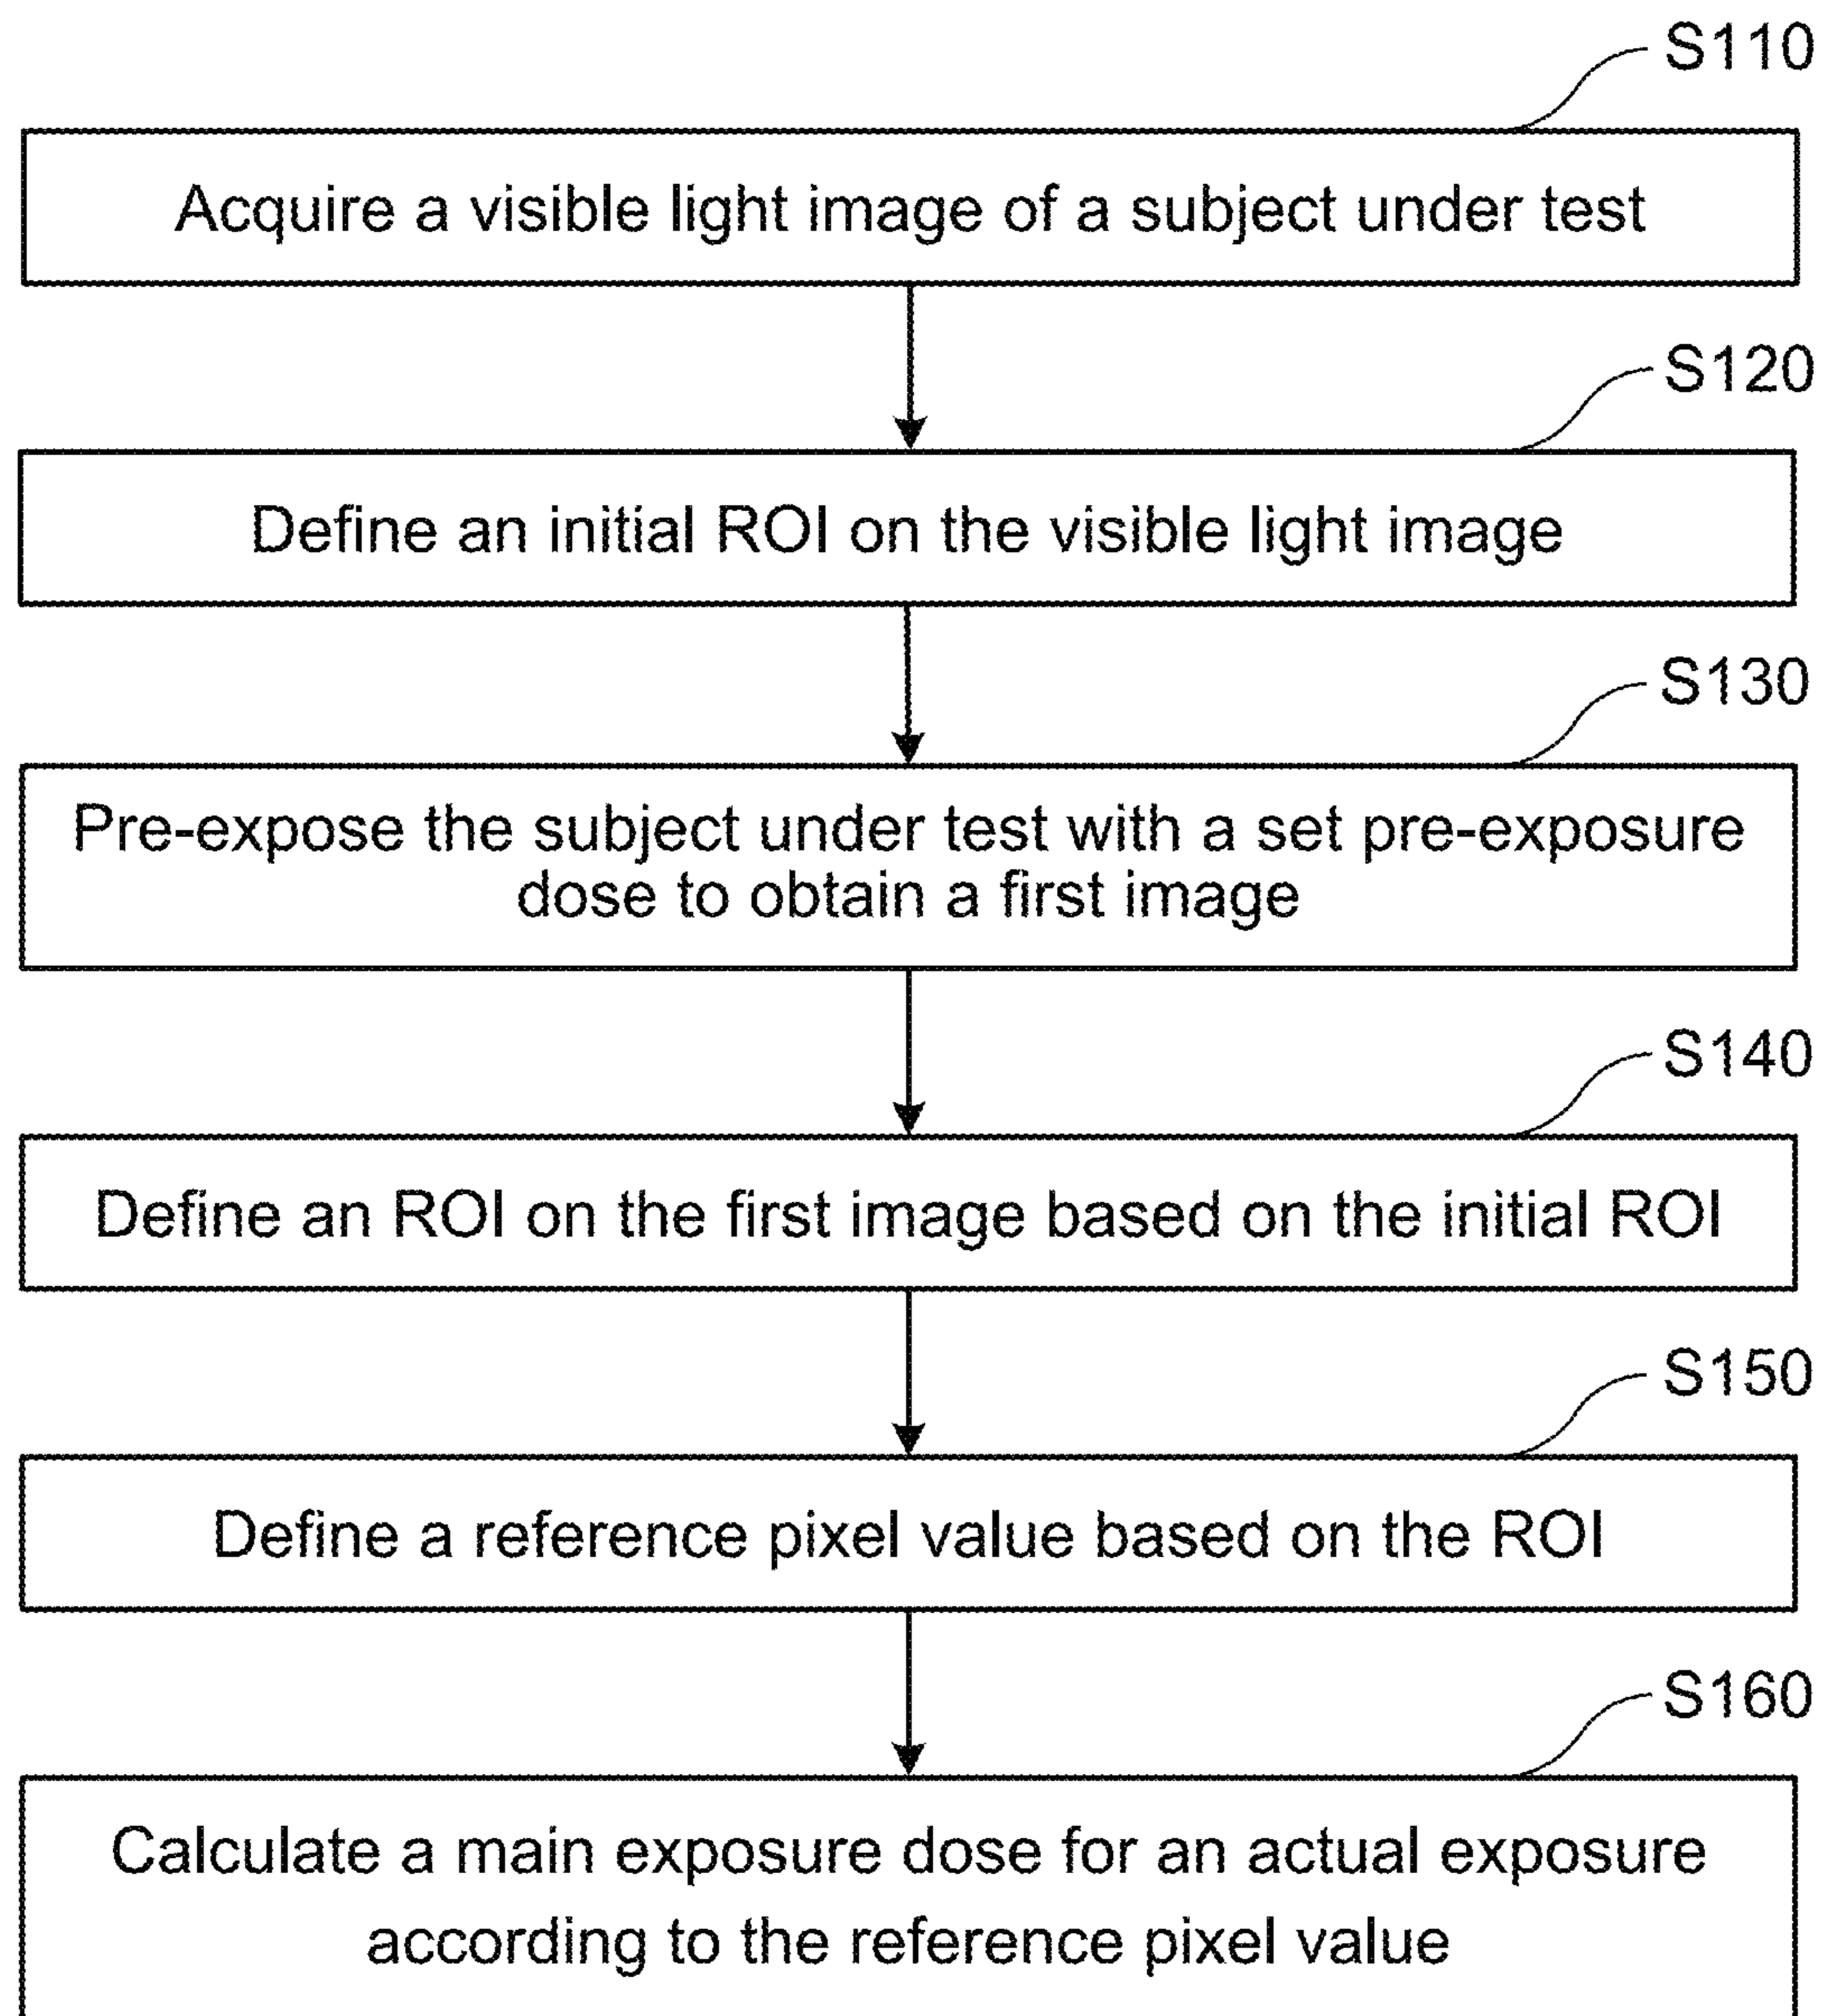 S110
Acquire a visible light image of a subject under test
S120
Define an initial ROI on the visible light image
S130
Pre-expose the subject under test with a set pre-exposure
dose to obtain a first image
S140
Define an ROI on the first image based on the initial ROI
S150
Define a reference pixel value based on the ROI
S160
Calculate a main exposure dose for an actual exposure
according to the reference pixel value